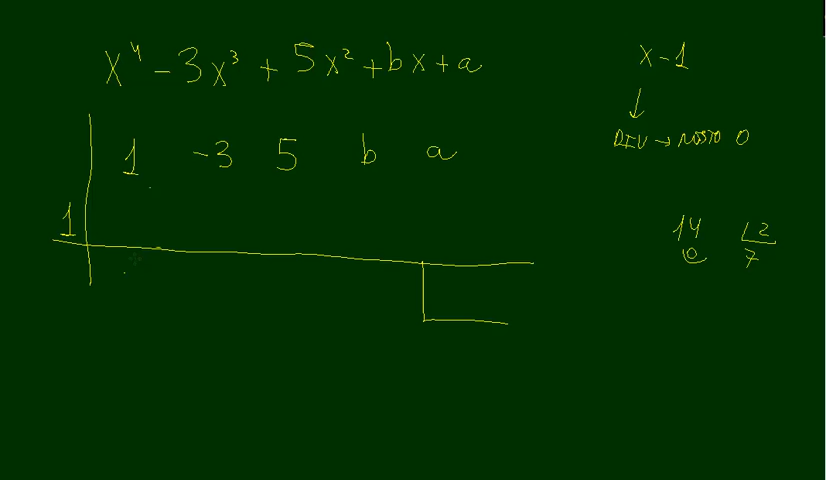 x⁴ - 3x³ + 5x² + bx + a
x - 1
DIV → RESTO 0
1 -3 5 b a
1
14 2
0 7